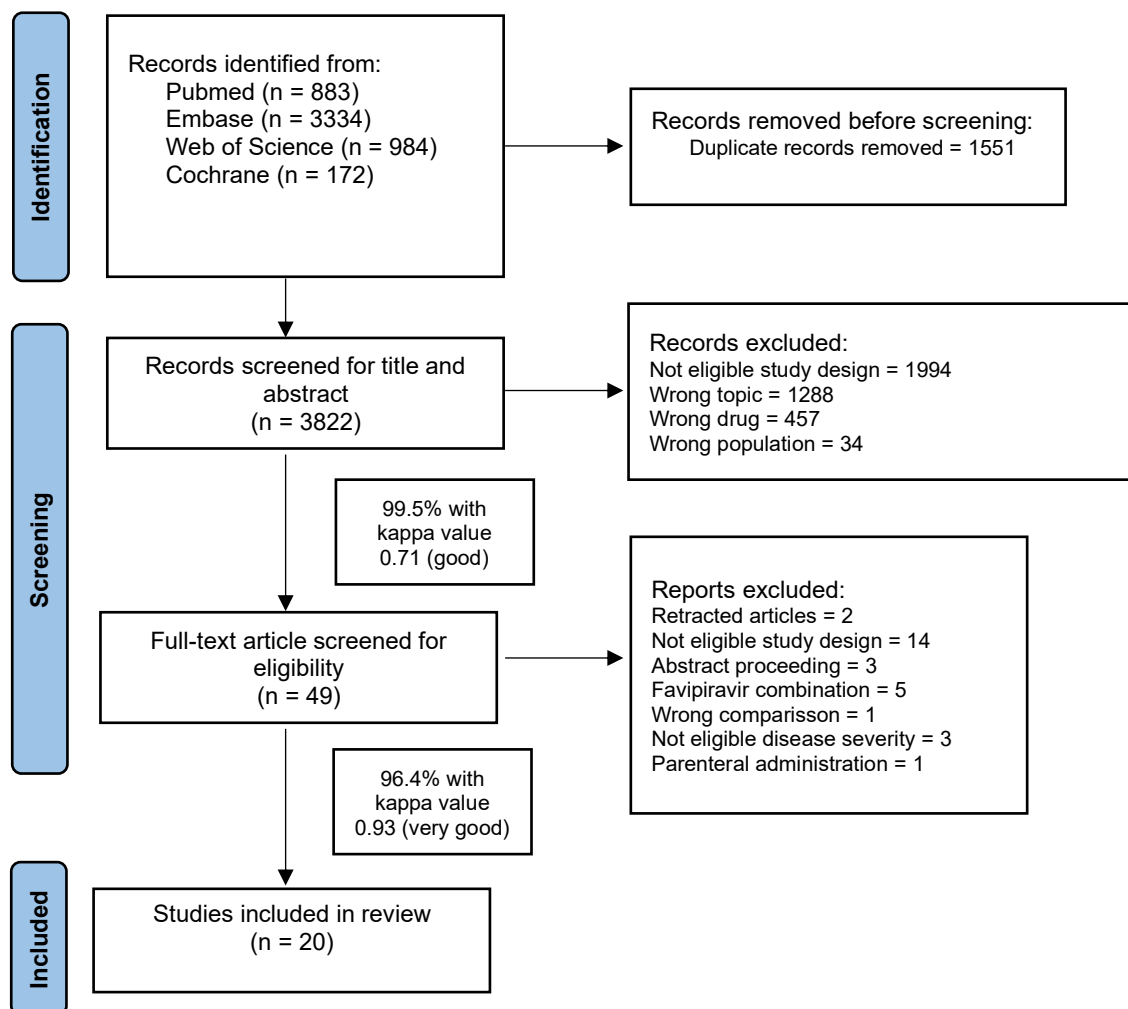 Identification
Records identified from:
Pubmed (n = 883)
Embase (n = 3334)
Web of Science (n = 984)
Cochrane (n = 172)
Records removed before screening:
Duplicate records removed = 1551
Screening
Records screened for title and
abstract
(n = 3822)
Records excluded:
Not eligible study design = 1994
Wrong topic = 1288
Wrong drug = 457
Wrong population = 34
99.5% with
kappa value
0.71 (good)
Full-text article screened for
eligibility
(n = 49)
Reports excluded:
Retracted articles = 2
Not eligible study design = 14
Abstract proceeding = 3
Favipiravir combination = 5
Wrong comparisson = 1
Not eligible disease severity = 3
Parenteral administration = 1
96.4% with
kappa value
0.93 (very good)
Included
Studies included in review
(n = 20)